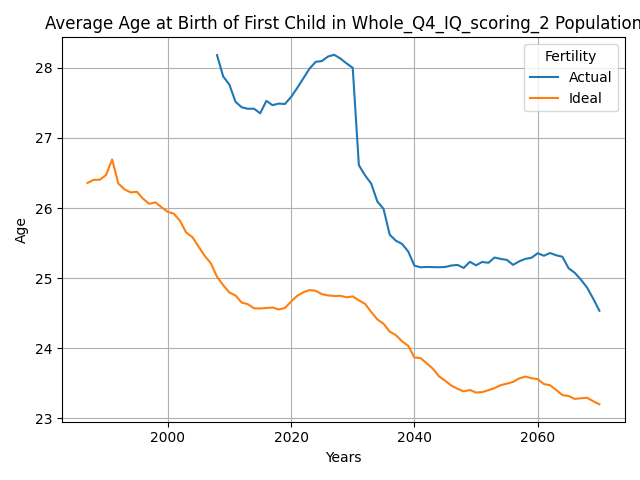 Average Age at Birth of First Child in Whole_Q4_IQ_scoring_2 Population
Fertility
Actual
Ideal
28
27
26
25
24
23
Age
2000
2020
2040
2060
Years